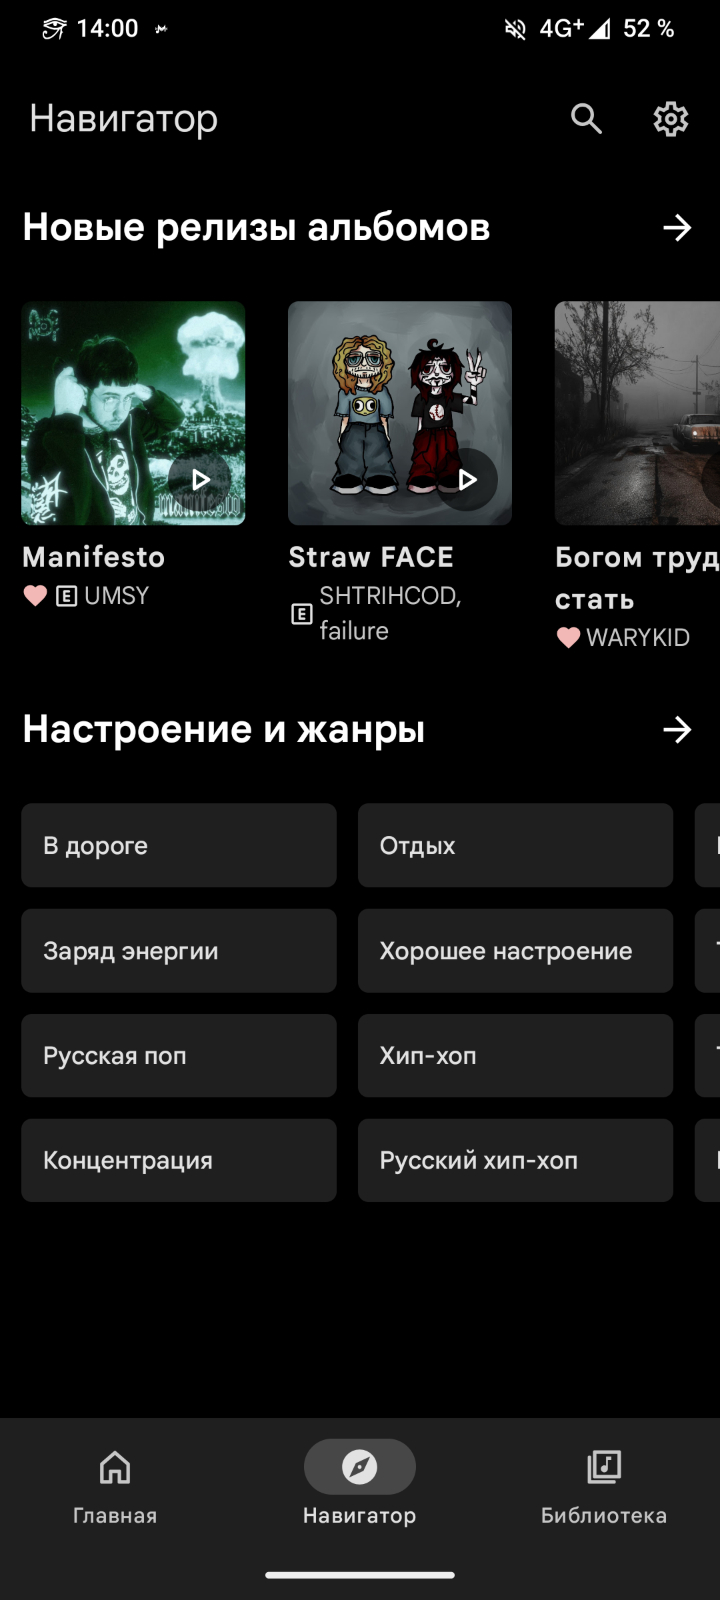 14:00
4G+ 52 %
Навигатор
Новые релизы альбомов
manifesto
Manifesto
E UMSY
Straw FACE
E SHTRIHCOD,
failure
Богом труд
стать
WARYKID
Настроение и жанры
В дороге
Отдых
Заряд энергии
Хорошее настроение
Русская поп
Хип-хоп
Концентрация
Русский хип-хоп
Главная
Навигатор
Библиотека